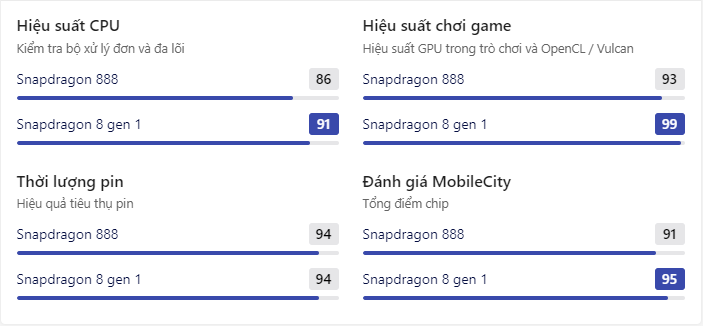 Hiệu suất CPU
Kiểm tra bộ xử lý đơn và đa lõi
Snapdragon 888 86
Snapdragon 8 gen 1 91
Hiệu suất chơi game
Hiệu suất GPU trong trò chơi và OpenCL / Vulcan
Snapdragon 888 93
Snapdragon 8 gen 1 99
Thời lượng pin
Hiệu quả tiêu thụ pin
Snapdragon 888 94
Snapdragon 8 gen 1 94
Đánh giá MobileCity
Tổng điểm chip
Snapdragon 888 91
Snapdragon 8 gen 1 95